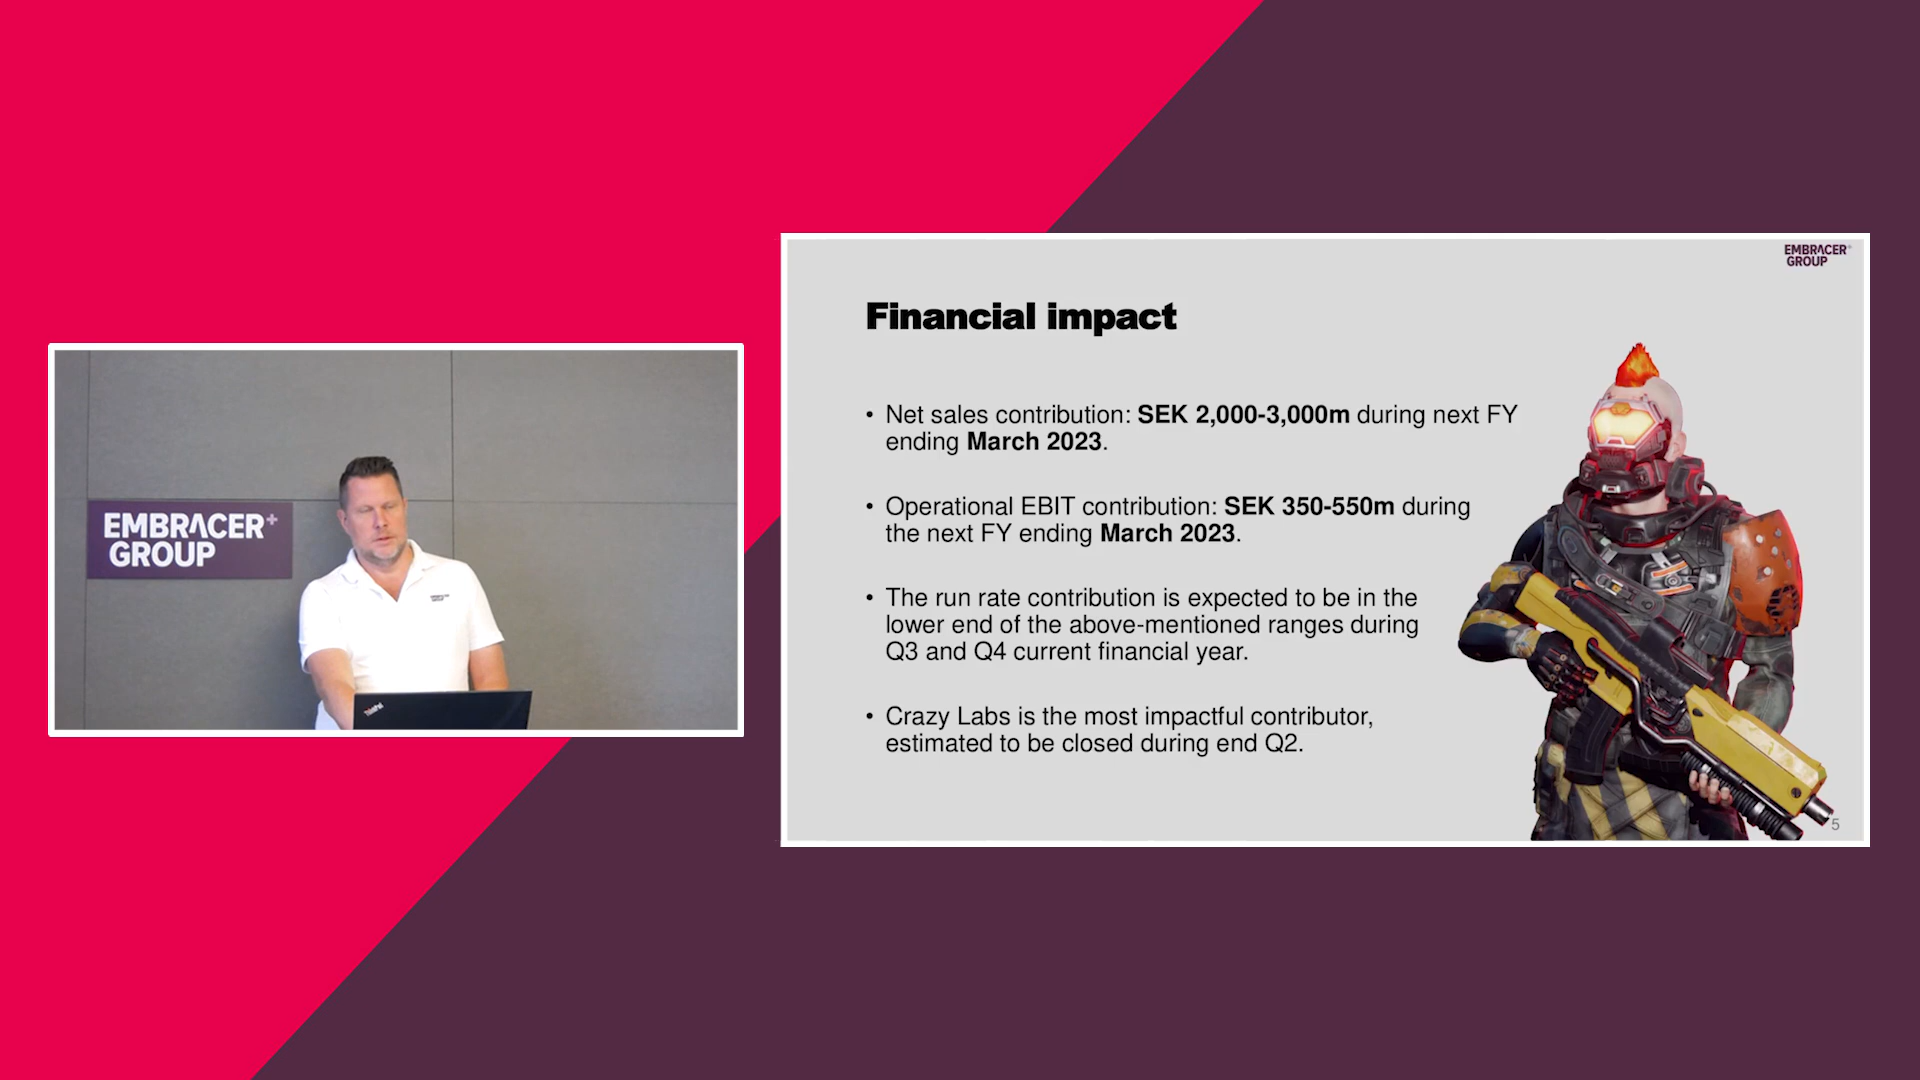 EMBRACER+
GROUP
ThinkPad
EMBRACER+
GROUP
Financial impact
• Net sales contribution: SEK 2,000-3,000m during next FY
ending March 2023.
• Operational EBIT contribution: SEK 350-550m during
the next FY ending March 2023.
• The run rate contribution is expected to be in the
lower end of the above-mentioned ranges during
Q3 and Q4 current financial year.
• Crazy Labs is the most impactful contributor,
estimated to be closed during end Q2.
5